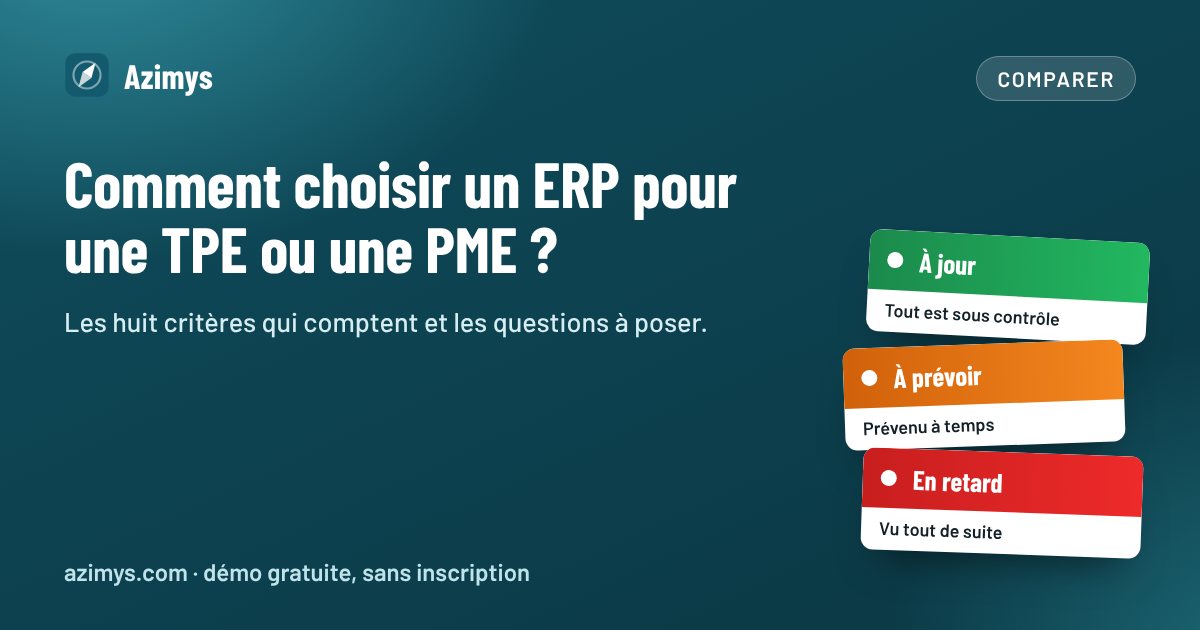 Azimys
COMPARER
Comment choisir un ERP pour
une TPE ou une PME ?
Les huit critères qui comptent et les questions à poser.
À jour
Tout est sous contrôle
À prévoir
Prévenu à temps
En retard
Vu tout de suite
azimys.com · démo gratuite, sans inscription